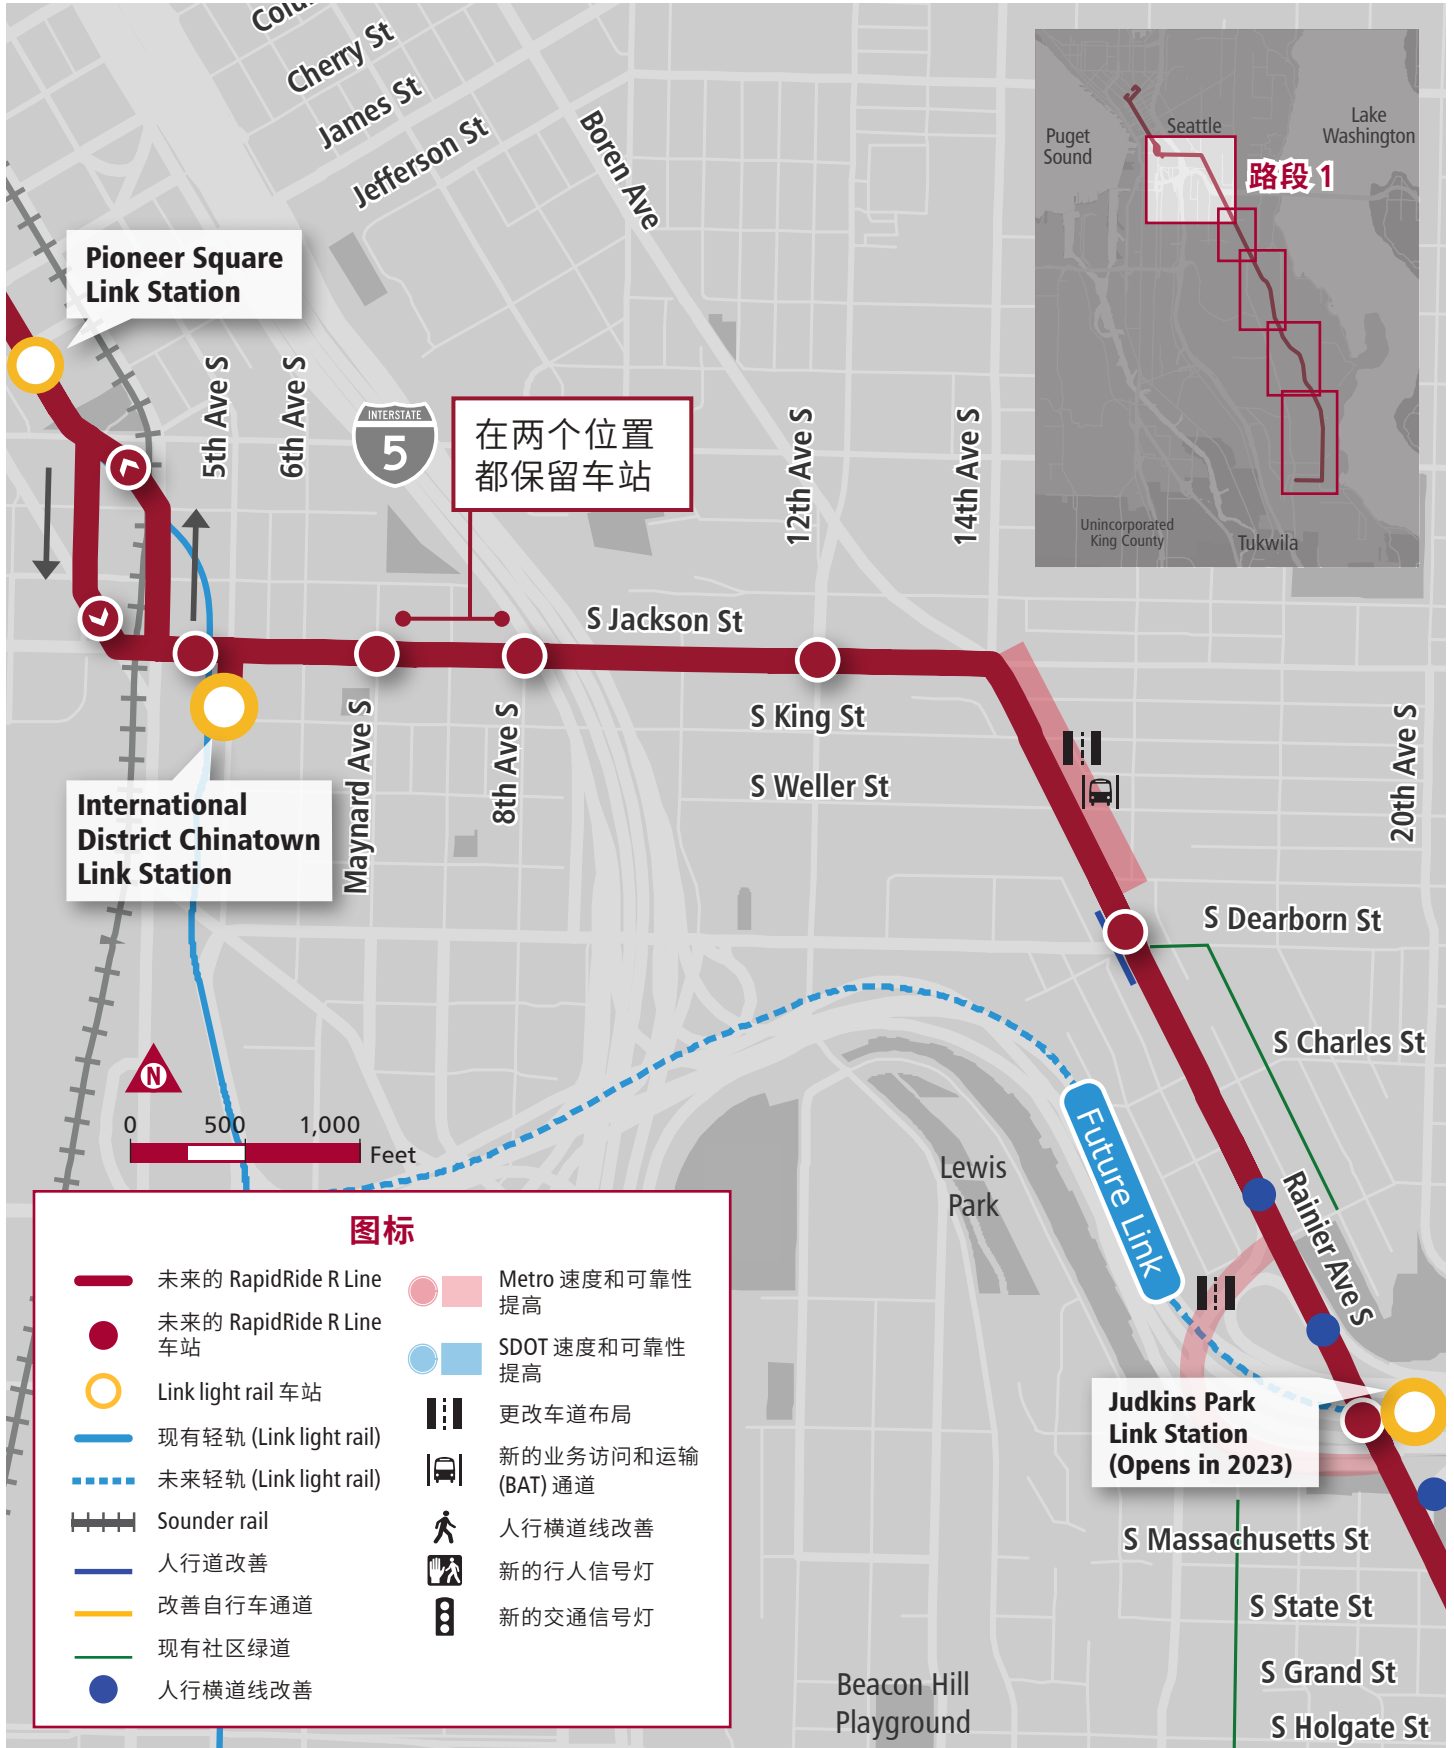 Cherry St
James St
Jefferson St
Boren Ave
Puget
Sound
Seattle
Lake
Washington
路段 1
Unincorporated
King County
Tukwila
Pioneer Square
Link Station
5th Ave S
6th Ave S
INTERSTATE
5
在两个位置
都保留车站
12th Ave S
14th Ave S
S Jackson St
S King St
S Weller St
Maynard Ave S
8th Ave S
20th Ave S
International
District Chinatown
Link Station
S Dearborn St
S Charles St
N
0 500 1,000
Feet
Future Link
Lewis
Park
Rainier Ave S
Judkins Park
Link Station
(Opens in 2023)
S Massachusetts St
S State St
S Grand St
S Holgate St
Beacon Hill
Playground
图标
未来的 RapidRide R Line
未来的 RapidRide R Line
车站
Link light rail 车站
现有轻轨 (Link light rail)
未来轻轨 (Link light rail)
Sounder rail
人行道改善
改善自行车通道
现有社区绿道
人行横道线改善
Metro 速度和可靠性
提高
SDOT 速度和可靠性
提高
更改车道布局
新的业务访问和运输
(BAT) 通道
人行横道线改善
新的行人信号灯
新的交通信号灯